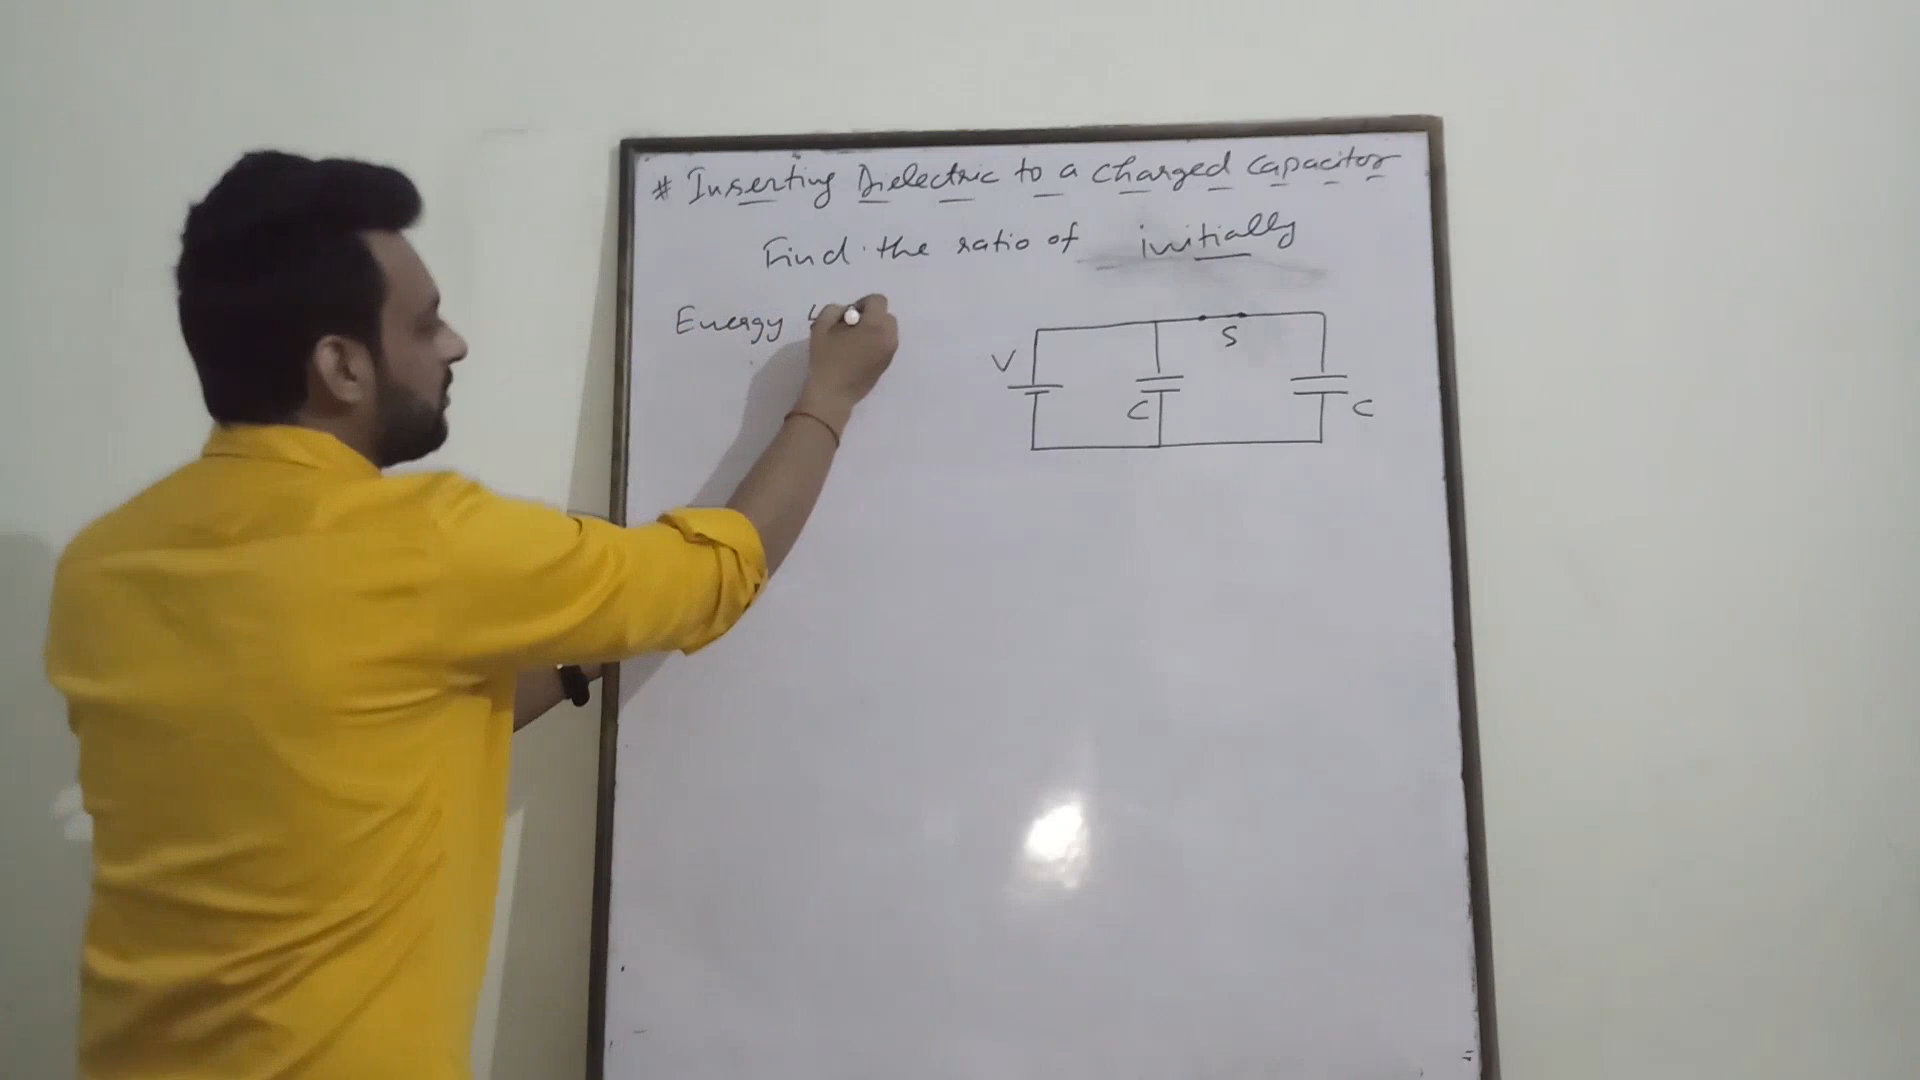 # Inserting Dielectric to a charged capacitor
Find the ratio of initially
Energy
V
S
C
C